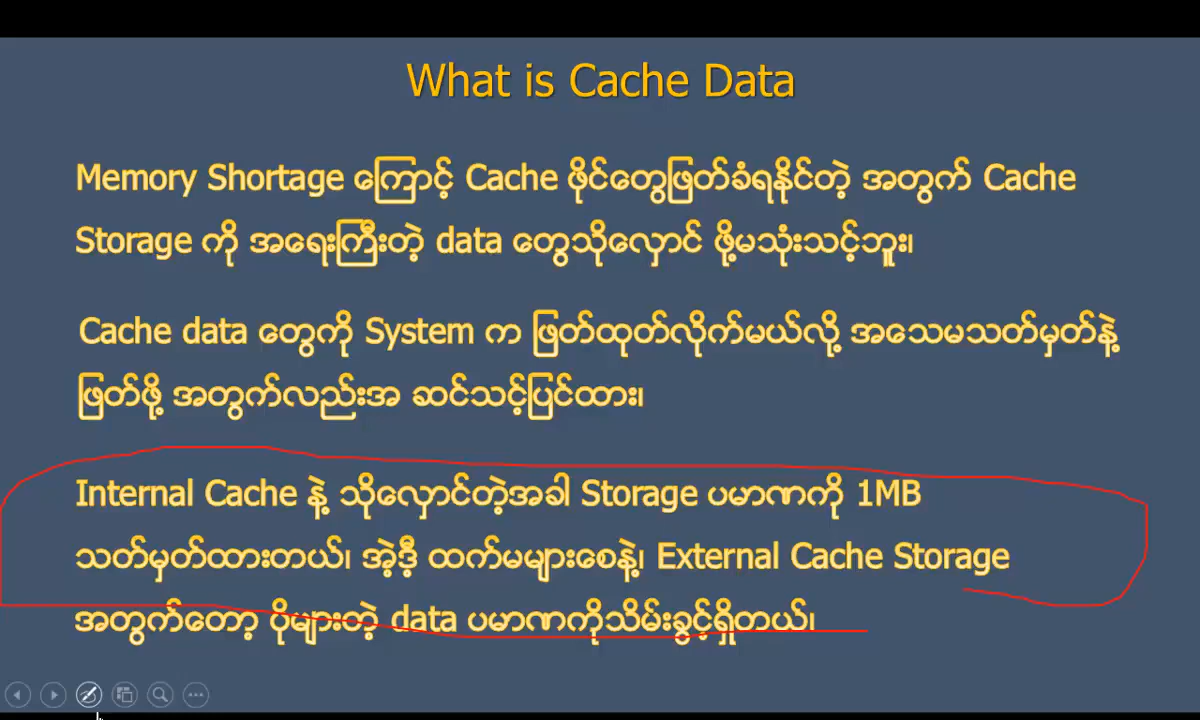 What is Cache Data
Memory Shortage ကြောင့် Cache ဖိုင်တွေဖြတ်ခံရနိုင်တဲ့ အတွက် Cache
Storage ကို အရေးကြီးတဲ့ data တွေသိုလှောင် ဖို့မသုံးသင့်ဘူး၊
Cache data တွေကို System က ဖြတ်ထုတ်လိုက်မယ်လို့ အသေမသတ်မှတ်နဲ့
ဖြတ်ဖို့ အတွက်လည်းအ ဆင်သင့်ပြင်ထား၊
Internal Cache နဲ့ သိုလှောင်တဲ့အခါ Storage ပမာဏကို 1MB
သတ်မှတ်ထားတယ်၊ အဲ့ဒီ့ ထက်မများစေနဲ့၊ External Cache Storage
အတွက်တော့ ပိုများတဲ့ data ပမာဏကိုသိမ်းခွင့်ရှိတယ်၊